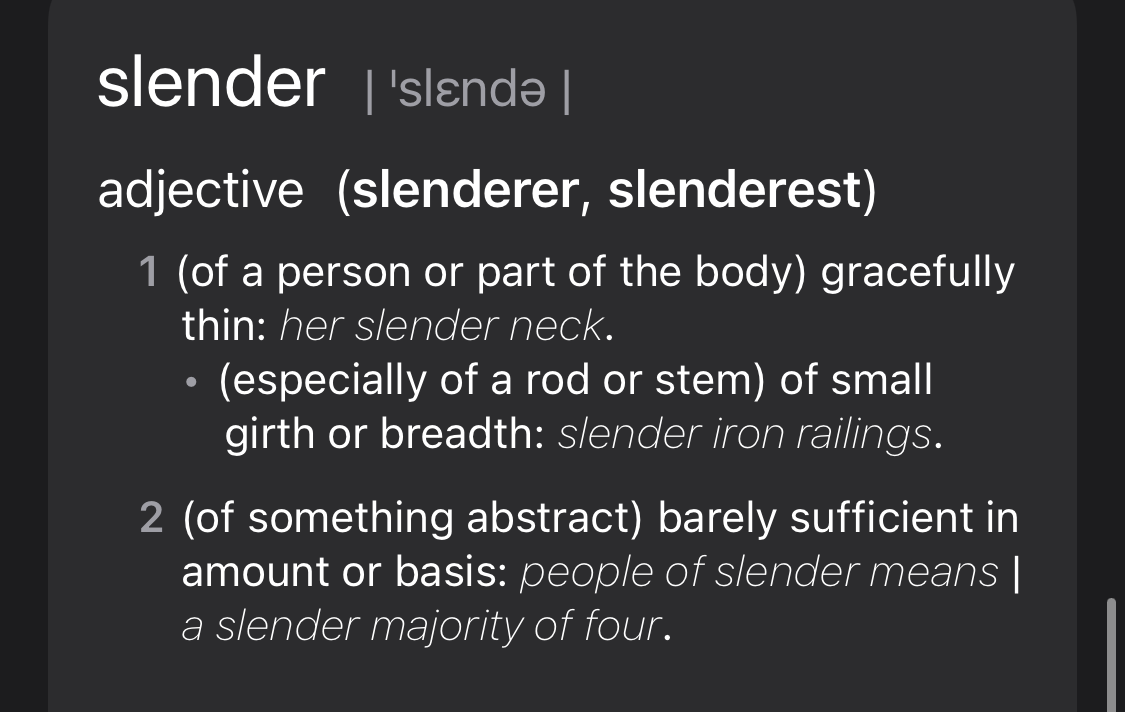 slender | ˈslɛndə |
adjective (slenderer, slenderest)
1 (of a person or part of the body) gracefully
thin: her slender neck.
• (especially of a rod or stem) of small
girth or breadth: slender iron railings.
2 (of something abstract) barely sufficient in
amount or basis: people of slender means |
a slender majority of four.